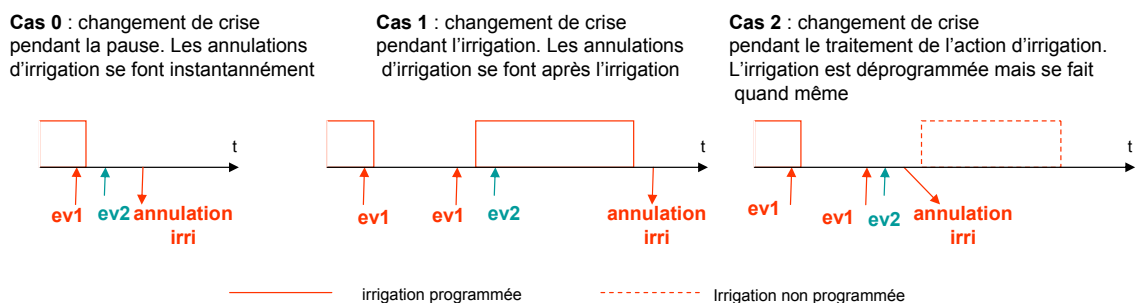 Cas 0 : changement de crise
pendant la pause. Les annulations
d'irrigation se font instantannément
Cas 1 : changement de crise
pendant l'irrigation. Les annulations
d'irrigation se font après l'irrigation
Cas 2 : changement de crise
pendant le traitement de l'action d'irrigation.
L'irrigation est déprogrammée mais se fait
quand même
t
ev1
ev2
annulation
irri
t
ev1
ev1
ev2
annulation
irri
t
ev1
ev1
ev2
annulation
irri
irrigation programmée
Irrigation non programmée